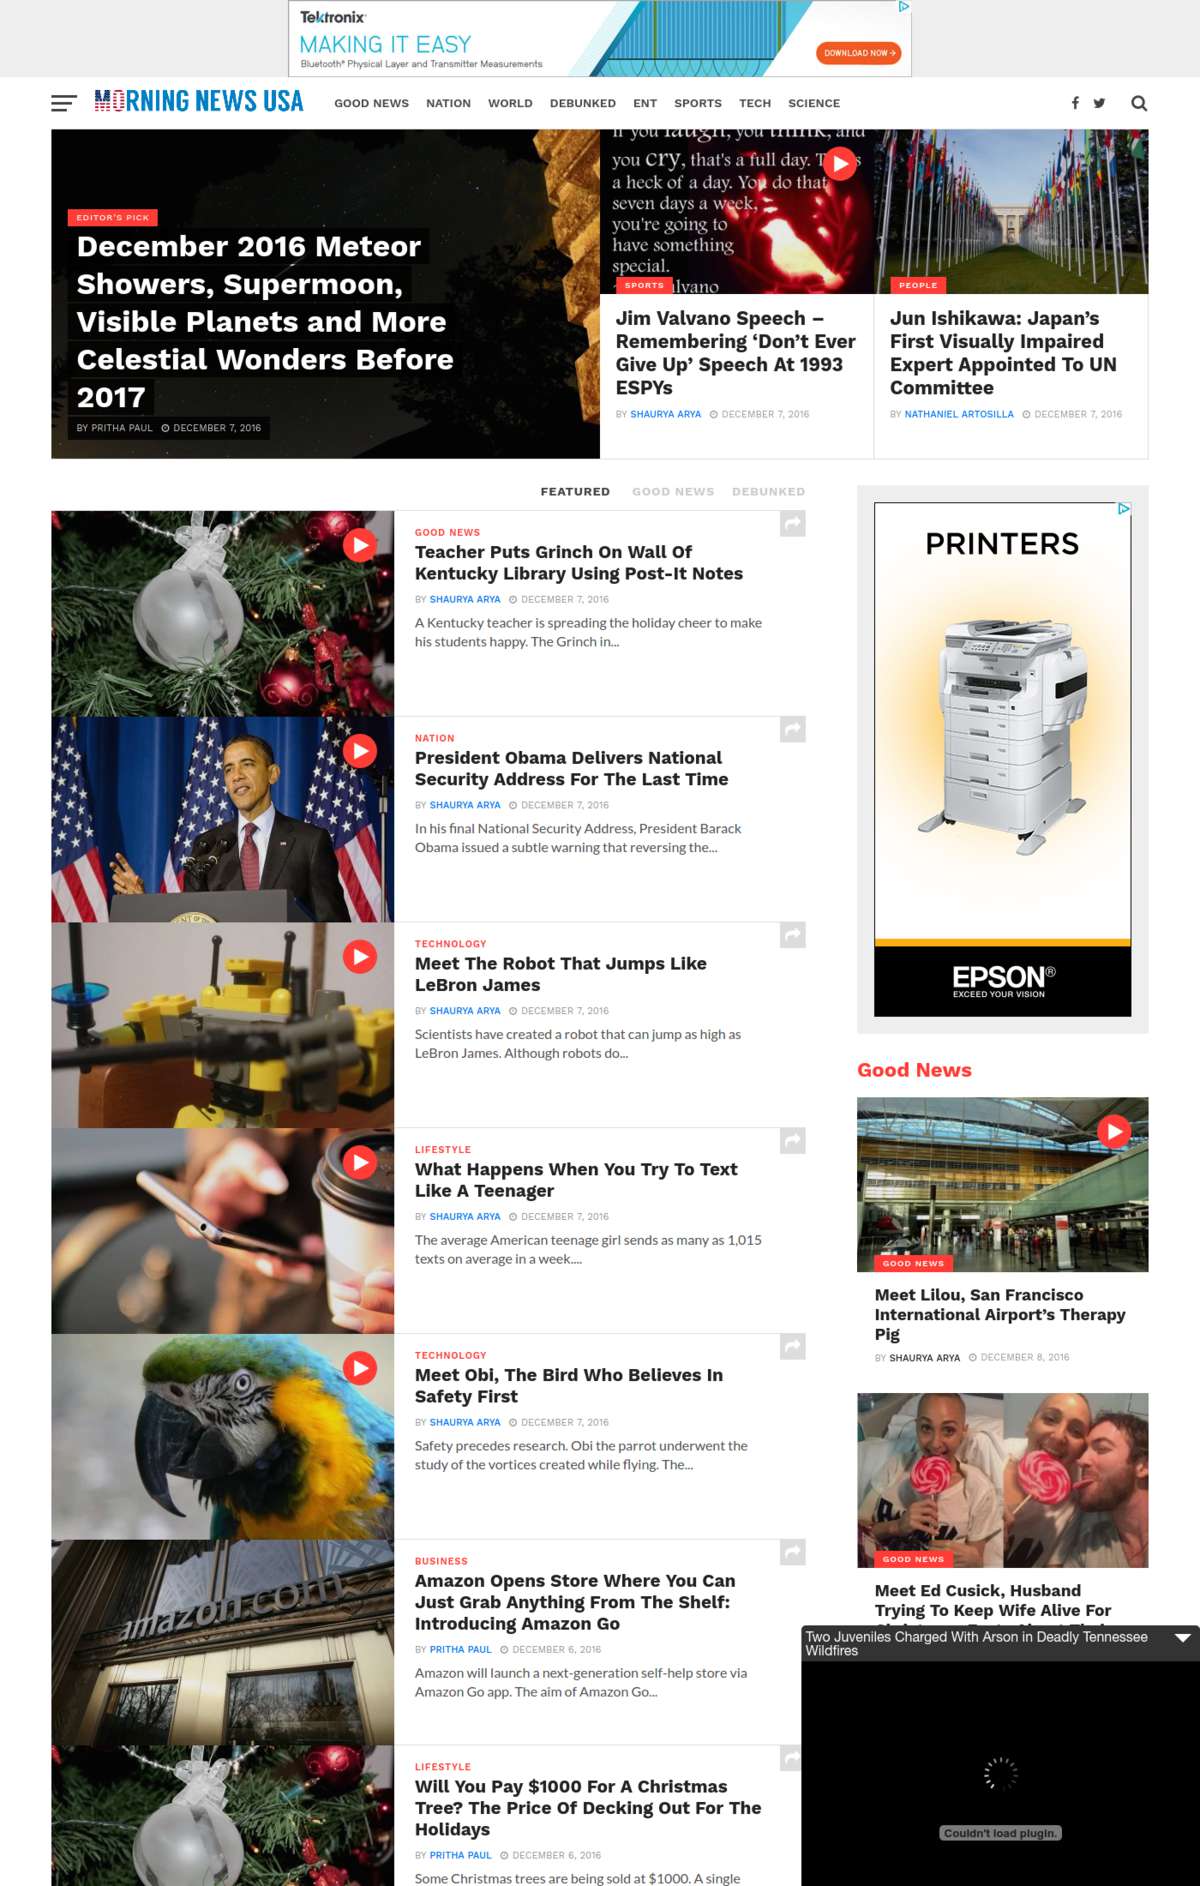 Tektronix
MAKING IT EASY
Bluetooth® Physical Layer and Transmitter Measurements
DOWNLOAD NOW
MORNING NEWS USA
GOOD NEWS NATION WORLD DEBUNKED ENT SPORTS TECH SCIENCE
EDITOR'S PICK
December 2016 Meteor
Showers, Supermoon,
Visible Planets and More
Celestial Wonders Before
2017
BY PRITHA PAUL DECEMBER 7, 2016
if you laugh, you think, and
you cry, that's a full day.
a heck of a day. You do that
seven days a week,
you're going to
have something
special.
SPORTS
Jim Valvano Speech –
Remembering ‘Don’t Ever
Give Up’ Speech At 1993
ESPYs
BY SHAURYA ARYA DECEMBER 7, 2016
PEOPLE
Jun Ishikawa: Japan’s
First Visually Impaired
Expert Appointed To UN
Committee
BY NATHANIEL ARTOSILLA DECEMBER 7, 2016
FEATURED GOOD NEWS DEBUNKED
GOOD NEWS
Teacher Puts Grinch On Wall Of
Kentucky Library Using Post-It Notes
BY SHAURYA ARYA DECEMBER 7, 2016
A Kentucky teacher is spreading the holiday cheer to make
his students happy. The Grinch in...
NATION
President Obama Delivers National
Security Address For The Last Time
BY SHAURYA ARYA DECEMBER 7, 2016
In his final National Security Address, President Barack
Obama issued a subtle warning that reversing the...
TECHNOLOGY
Meet The Robot That Jumps Like
LeBron James
BY SHAURYA ARYA DECEMBER 7, 2016
Scientists have created a robot that can jump as high as
LeBron James. Although robots do...
LIFESTYLE
What Happens When You Try To Text
Like A Teenager
BY SHAURYA ARYA DECEMBER 7, 2016
The average American teenage girl sends as many as 1,015
texts on average in a week....
TECHNOLOGY
Meet Obi, The Bird Who Believes In
Safety First
BY SHAURYA ARYA DECEMBER 7, 2016
Safety precedes research. Obi the parrot underwent the
study of the vortices created while flying. The...
amazon.com
BUSINESS
Amazon Opens Store Where You Can
Just Grab Anything From The Shelf:
Introducing Amazon Go
BY PRITHA PAUL DECEMBER 6, 2016
Amazon will launch a next-generation self-help store via
Amazon Go app. The aim of Amazon Go...
LIFESTYLE
Will You Pay $1000 For A Christmas
Tree? The Price Of Decking Out For The
Holidays
BY PRITHA PAUL DECEMBER 6, 2016
Some Christmas trees are being sold at $1000. A single
PRINTERS
EPSON®
EXCEED YOUR VISION
Good News
GOOD NEWS
Meet Lilou, San Francisco
International Airport’s Therapy
Pig
BY SHAURYA ARYA DECEMBER 8, 2016
GOOD NEWS
Meet Ed Cusick, Husband
Trying To Keep Wife Alive For
Two Juveniles Charged With Arson in Deadly Tennessee
Wildfires
Couldn't load plugin.